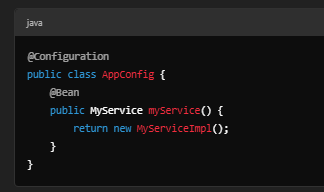 java
@Configuration
public class AppConfig {
    @Bean
    public MyService myService() {
        return new MyServiceImpl();
    }
}